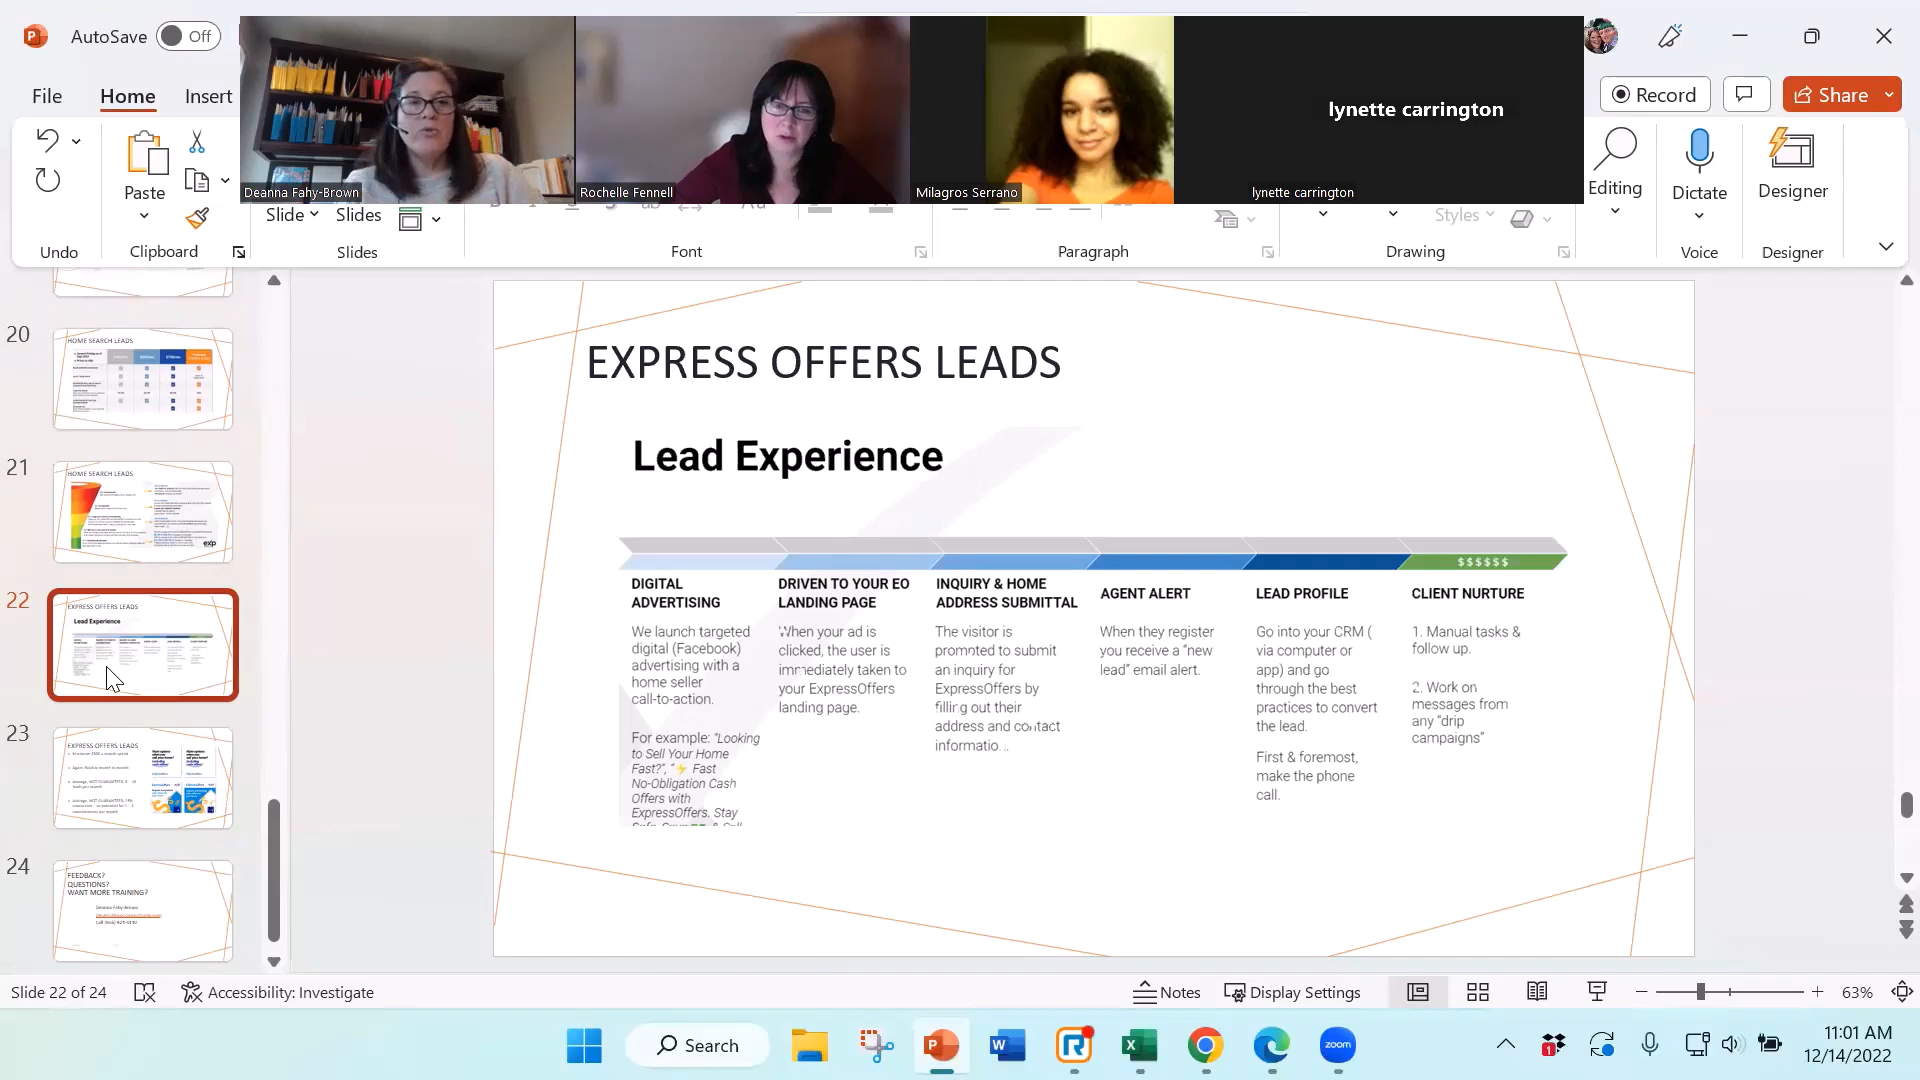 AutoSave Off
Deanna Fahy-Brown
Rochelle Fennell
Milagros Serrano
lynette carrington
lynette carrington
File Home Insert
Record
Share
Paste
Slide Slides
Styles
Editing
Dictate
Designer
Undo
Clipboard
Slides
Font
Paragraph
Drawing
Voice
Designer
20
HOME SEARCH LEADS
21
HOME SEARCH LEADS
exp
22
EXPRESS OFFERS LEADS
Lead Experience
23
EXPRESS OFFERS LEADS
24
FEEDBACK?
QUESTIONS?
WANT MORE TRAINING?
Deanna Fahy-Brown
EXPRESS OFFERS LEADS
Lead Experience
$$$$$$
DIGITAL
ADVERTISING
We launch targeted
digital (Facebook)
advertising with a
home seller
call-to-action.
For example: "Looking
to Sell Your Home
Fast?", "⚡ Fast
No-Obligation Cash
Offers with
ExpressOffers. Stay
DRIVEN TO YOUR EO
LANDING PAGE
When your ad is
clicked, the user is
immediately taken to
your ExpressOffers
landing page.
INQUIRY & HOME
ADDRESS SUBMITTAL
The visitor is
prompted to submit
an inquiry for
ExpressOffers by
filling out their
address and contact
informatio..
AGENT ALERT
When they register
you receive a "new
lead" email alert.
LEAD PROFILE
Go into your CRM (
via computer or
app) and go
through the best
practices to convert
the lead.
First & foremost,
make the phone
call.
CLIENT NURTURE
1. Manual tasks &
follow up.
2. Work on
messages from
any "drip
campaigns"
Slide 22 of 24
Accessibility: Investigate
Notes
Display Settings
63%
Search
zoom
11:01 AM
12/14/2022